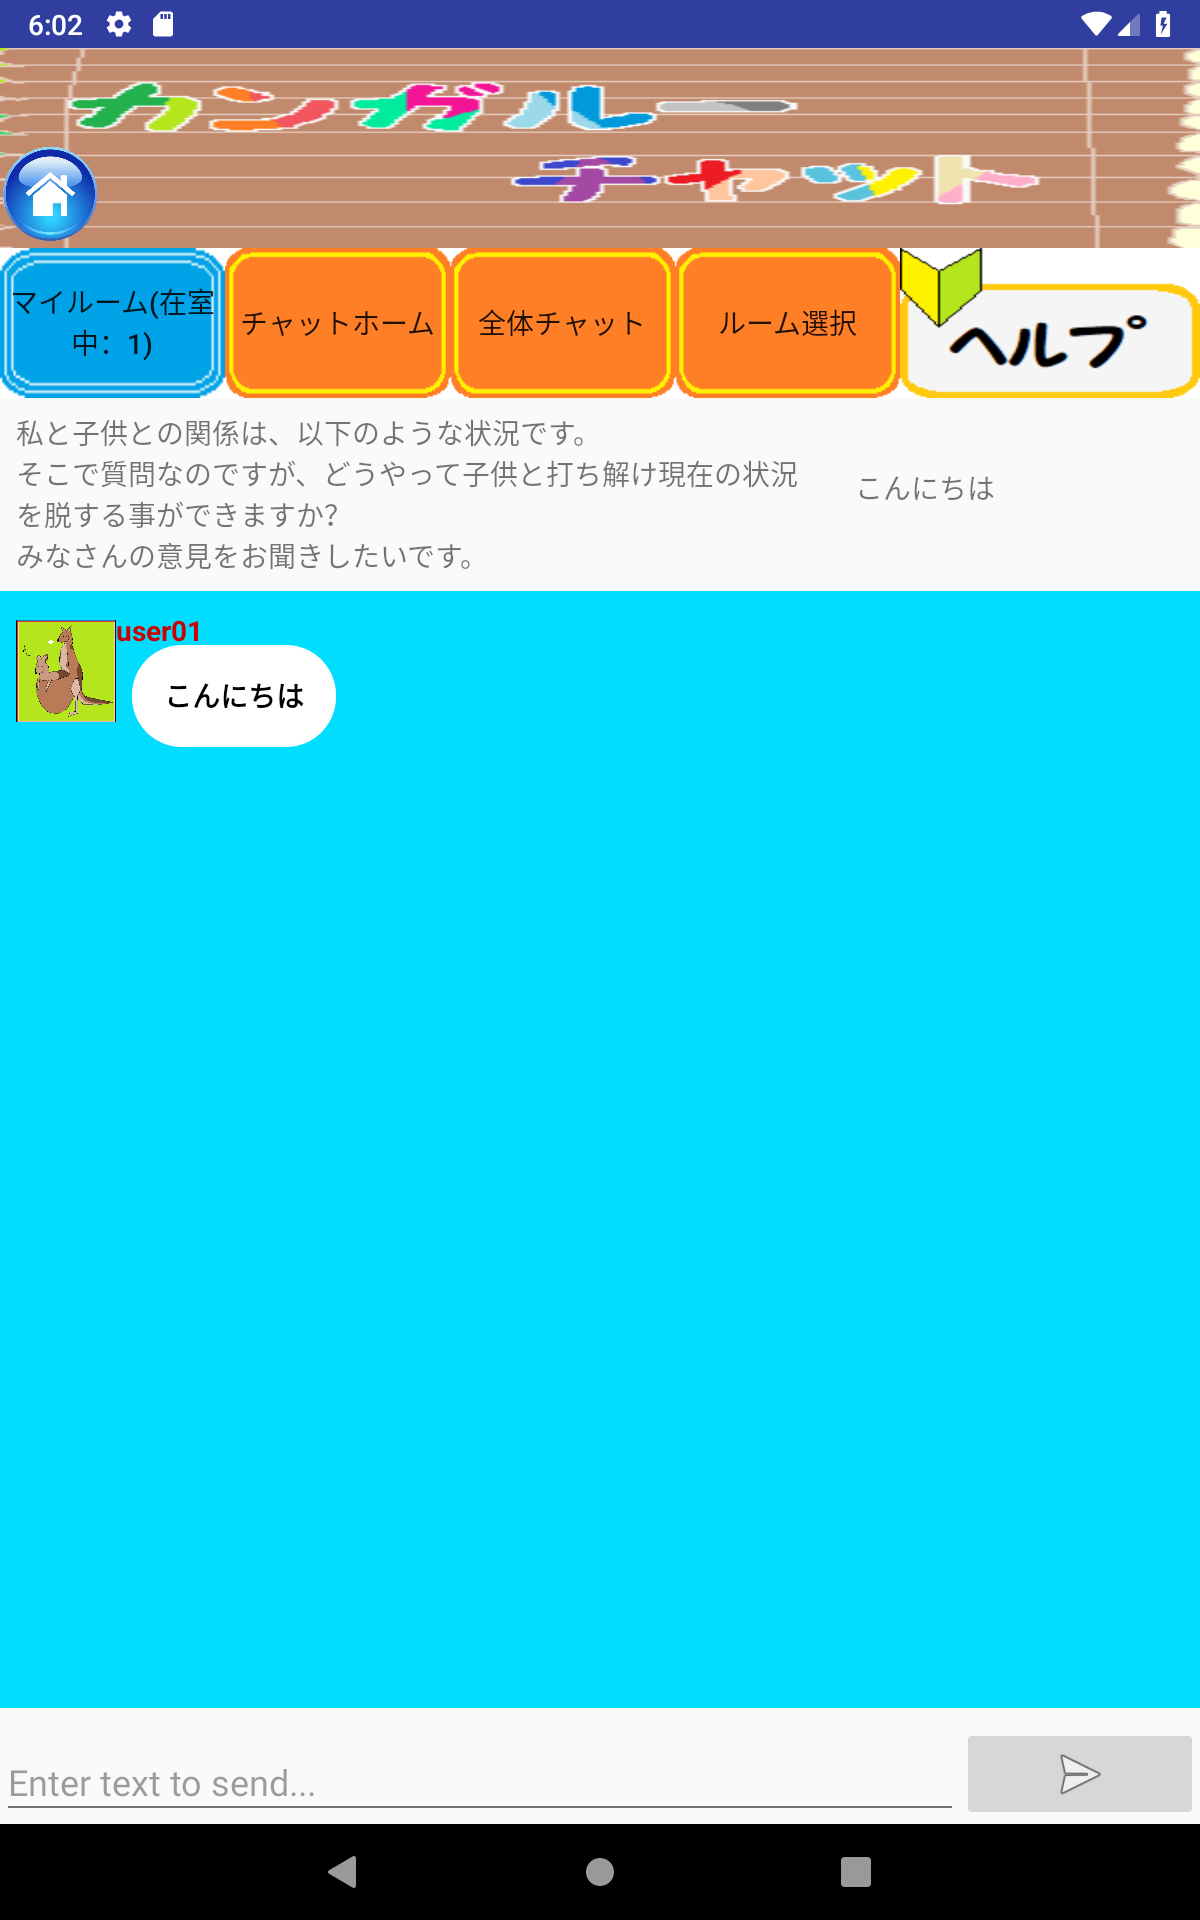 6:02
カンガルー
チャット
マイルーム(在室
中：1)
チャットホーム
全体チャット
ルーム選択
ヘルプ
私と子供との関係は、以下のような状況です。
そこで質問なのですが、どうやって子供と打ち解け現在の状況
を脱する事ができますか？
みなさんの意見をお聞きしたいです。
こんにちは
user01
こんにちは
Enter text to send...